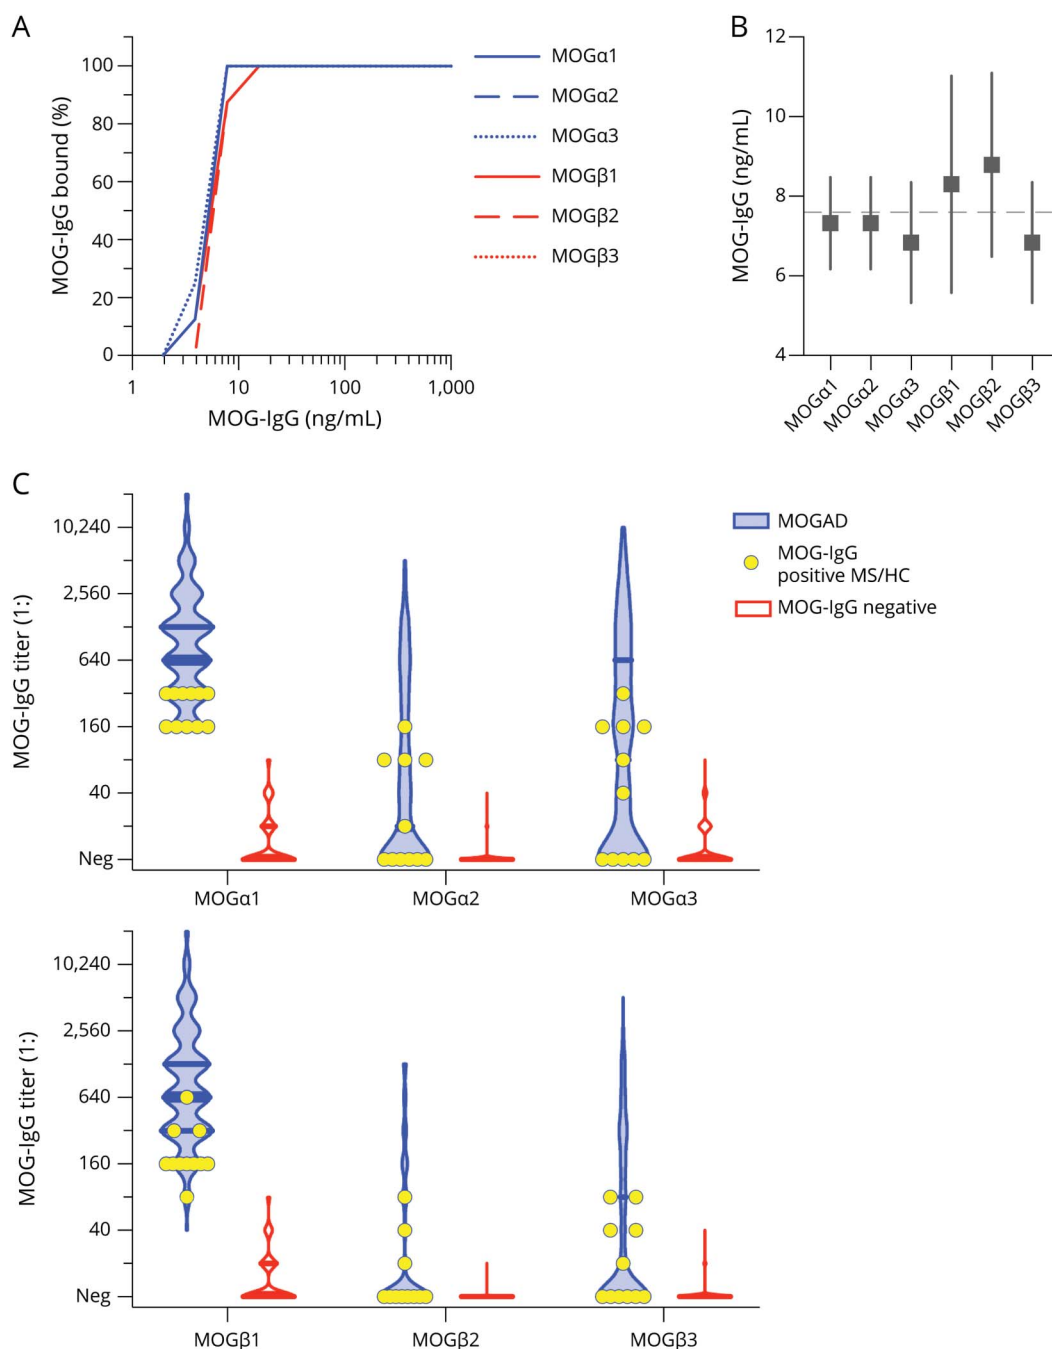 A
MOG-IgG bound (%)
100
80
60
40
20
0
1
10
100
1,000
MOG-IgG (ng/mL)
MOGα1
MOGα2
MOGα3
MOGβ1
MOGβ2
MOGβ3
B
MOG-IgG (ng/mL)
12
10
8
6
4
MOGα1
MOGα2
MOGα3
MOGβ1
MOGβ2
MOGβ3
C
MOG-IgG titer (1:)
10,240
2,560
640
160
40
Neg
MOGα1
MOGα2
MOGα3
MOGAD
MOG-IgG
positive MS/HC
MOG-IgG negative
MOG-IgG titer (1:)
10,240
2,560
640
160
40
Neg
MOGβ1
MOGβ2
MOGβ3